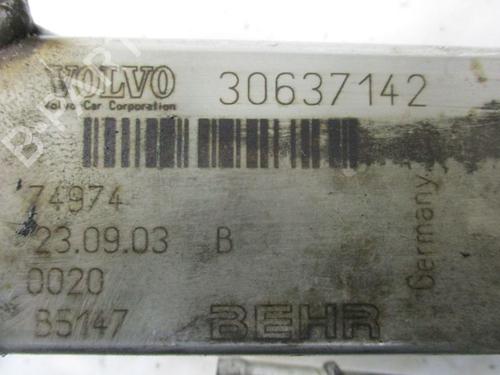 VOLVO 30637142
Volvo Car Corporation
74974
23.09.03 B
0020
B5147 BEHR
Germany